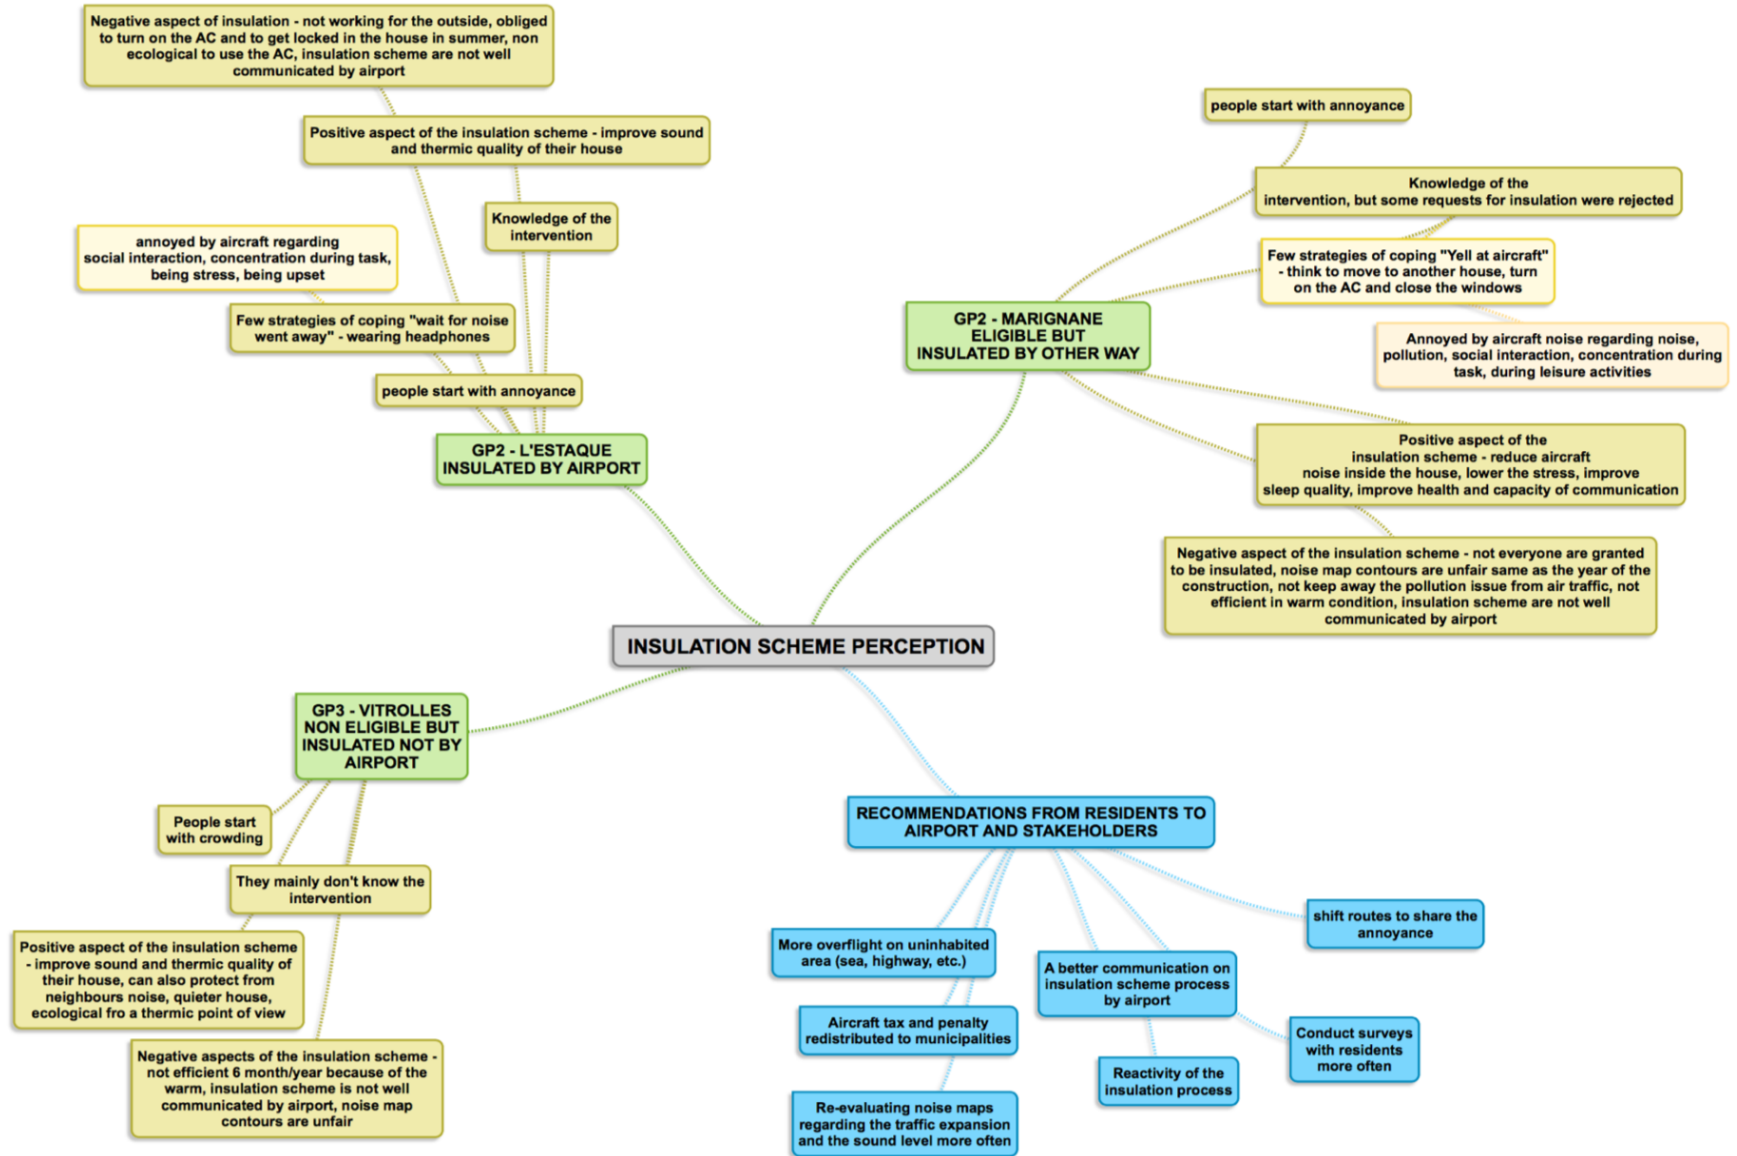 Negative aspect of insulation - not working for the outside, obliged
to turn on the AC and to get locked in the house in summer, non
ecological to use the AC, insulation scheme are not well
communicated by airport
Positive aspect of the insulation scheme - improve sound
and thermic quality of their house
Knowledge of the
intervention
annoyed by aircraft regarding
social interaction, concentration during task,
being stress, being upset
Few strategies of coping "wait for noise
went away" - wearing headphones
people start with annoyance
GP2 - L'ESTAQUE
INSULATED BY AIRPORT
people start with annoyance
Knowledge of the
intervention, but some requests for insulation were rejected
Few strategies of coping "Yell at aircraft"
- think to move to another house, turn
on the AC and close the windows
GP2 - MARIGNANE
ELIGIBLE BUT
INSULATED BY OTHER WAY
Annoyed by aircraft noise regarding noise,
pollution, social interaction, concentration during
task, during leisure activities
Positive aspect of the
insulation scheme - reduce aircraft
noise inside the house, lower the stress, improve
sleep quality, improve health and capacity of communication
Negative aspect of the insulation scheme - not everyone are granted
to be insulated, noise map contours are unfair same as the year of the
construction, not keep away the pollution issue from air traffic, not
efficient in warm condition, insulation scheme are not well
communicated by airport
INSULATION SCHEME PERCEPTION
GP3 - VITROLLES
NON ELIGIBLE BUT
INSULATED NOT BY
AIRPORT
People start
with crowding
They mainly don't know the
intervention
Positive aspect of the insulation scheme
- improve sound and thermic quality of
their house, can also protect from
neighbours noise, quieter house,
ecological fro a thermic point of view
Negative aspects of the insulation scheme -
not efficient 6 month/year because of the
warm, insulation scheme is not well
communicated by airport, noise map
contours are unfair
RECOMMENDATIONS FROM RESIDENTS TO
AIRPORT AND STAKEHOLDERS
More overflight on uninhabited
area (sea, highway, etc.)
Aircraft tax and penalty
redistributed to municipalities
Re-evaluating noise maps
regarding the traffic expansion
and the sound level more often
A better communication on
insulation scheme process
by airport
Reactivity of the
insulation process
shift routes to share the
annoyance
Conduct surveys
with residents
more often